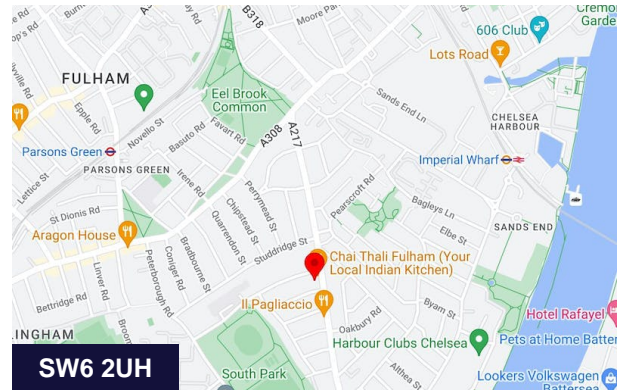 Cremor
Garde
B318
Moore Pa
606 Club
Lots Road
FULHAM
Eel Brook
Common
Sands End Ln
Epple Rd
Novello St
Basuto Rd
Favart Rd
A308
A217
CHELSEA
HARBOUR
Parsons Green
Imperial Wharf
PARSONS GREEN
Lettice St
Irene Rd
Perrymead St
Pearscroft Rd
Bagleys Ln
St Dionis Rd
Chipstead St
Quarrendon St
Elbe St
SANDS END
Aragon House
Studdridge St
Chai Thali Fulham (Your
Local Indian Kitchen)
Linver Rd
Peterborough Rd
Coniger Rd
Bradbourne St
Bettridge Rd
Il Pagliaccio
Byam St
Hotel Rafayel
Oakbury Rd
LINGHAM
Broom
Harbour Clubs Chelsea
Pets at Home Batter
South Park
Althea St
Lookers Volkswagen
Battersea
SW6 2UH